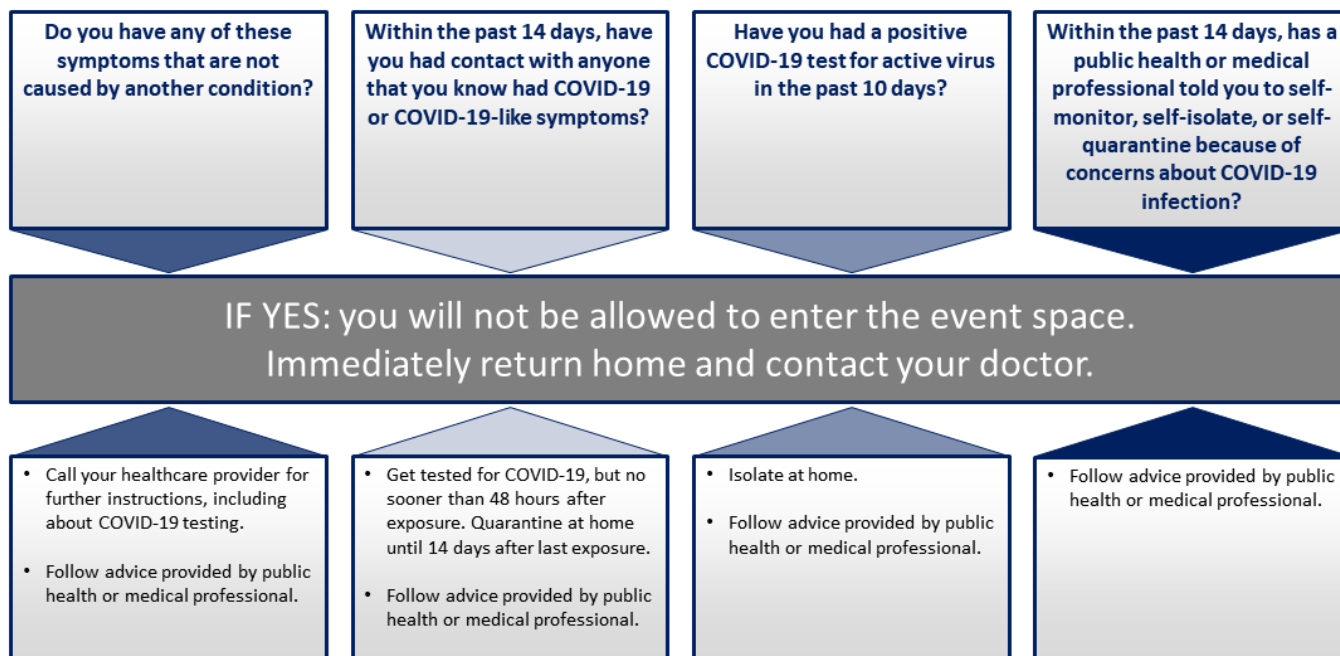 Do you have any of these
symptoms that are not
caused by another condition?
Within the past 14 days, have
you had contact with anyone
that you know had COVID-19
or COVID-19-like symptoms?
Have you had a positive
COVID-19 test for active virus
in the past 10 days?
Within the past 14 days, has a
public health or medical
professional told you to self-
monitor, self-isolate, or self-
quarantine because of
concerns about COVID-19
infection?
IF YES: you will not be allowed to enter the event space.
Immediately return home and contact your doctor.
• Call your healthcare provider for
further instructions, including
about COVID-19 testing.
• Follow advice provided by public
health or medical professional.
• Get tested for COVID-19, but no
sooner than 48 hours after
exposure. Quarantine at home
until 14 days after last exposure.
• Follow advice provided by public
health or medical professional.
• Isolate at home.
• Follow advice provided by public
health or medical professional.
• Follow advice provided by public
health or medical professional.